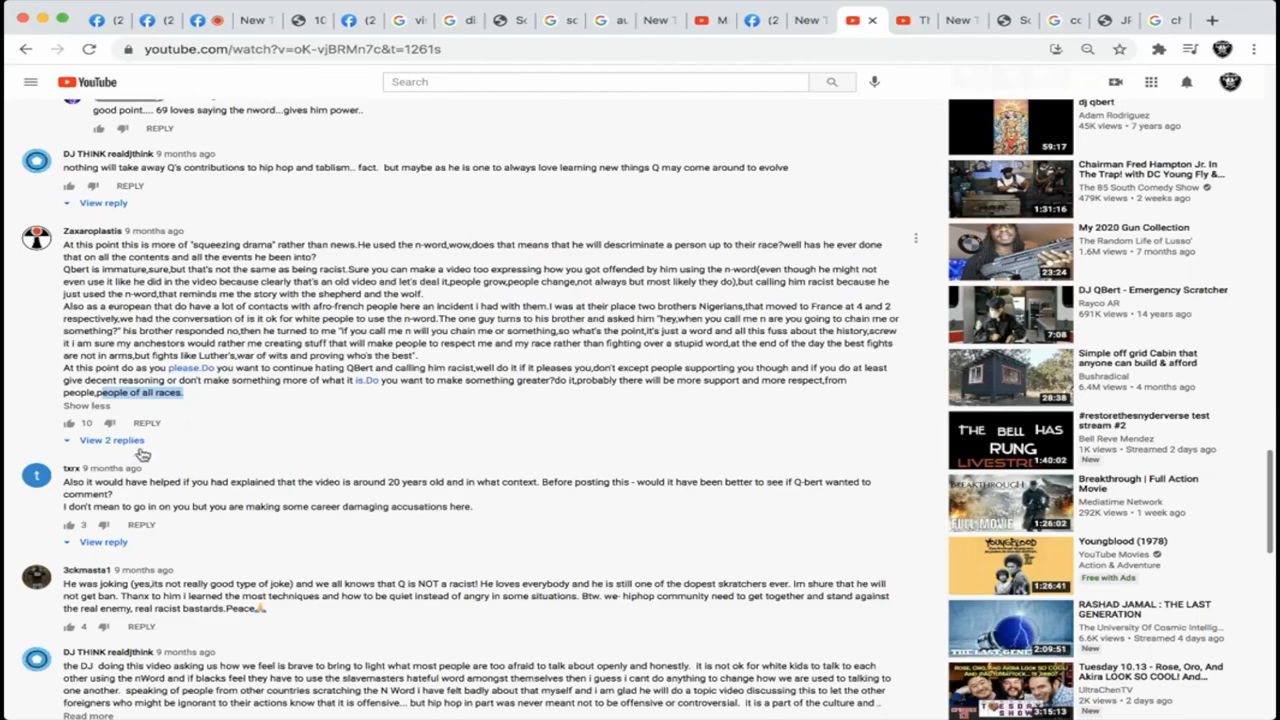 (2
(2
(2
New T
10
(2
vi
di
Sc
sc
au
New T
M
(2
New T
Tl
New T
Sc
cc
JF
ch
youtube.com/watch?v=oK-vjBRMn7c&t=1261s
YouTube
Search
good point.... 69 loves saying the nword...gives him power..
REPLY
DJ THINK realdjthink 9 months ago
nothing will take away Q's contributions to hip hop and tablism.. fact. but maybe as he is one to always love learning new things Q may come around to evolve
REPLY
View reply
Zaxaroplastis 9 months ago
At this point this is more of "squeezing drama" rather than news.He used the n-word,wow,does that means that he will descriminate a person up to their race?well has he ever done
that on all the contents and all the events he been into?
Qbert is immature,sure,but that's not the same as being racist.Sure you can make a video too expressing how you got offended by him using the n-word(even though he might not
even use it like he did in the video because clearly that's an old video and let's deal it,people grow,people change,not always but most likely they do),but calling him racist because he
just used the n-word,that reminds me the story with the shepherd and the wolf.
Also as a european that do have a lot of contacts with afro-french people here an incident i had with them.I was at their place two brothers Nigerians,that moved to France at 4 and 2
respectively,we had the conversation of is it ok for white people to use the n-word.The one guy turns to his brother and asked him "hey,when you call me n are you going to chain me or
something?" his brother responded no,then he turned to me "if you call me n will you chain me or something,so what's the point,it's just a word and all this fuss about the history,screw
it i am sure my anchestors would rather me creating stuff that will make people to respect me and my race rather than fighting over a stupid word,at the end of the day the best fights
are not in arms,but fights like Luther's,war of wits and proving who's the best".
At this point do as you please.Do you want to continue hating QBert and calling him racist,well do it if it pleases you,don't except people supporting you though and if you do at least
give decent reasoning or don't make something more of what it is.Do you want to make something greater?do it,probably there will be more support and more respect,from
people,people of all races.
Show less
10 REPLY
View 2 replies
t
txrx 9 months ago
Also it would have helped if you had explained that the video is around 20 years old and in what context. Before posting this - would it have been better to see if Q-bert wanted to
comment?
I don't mean to go in on you but you are making some career damaging accusations here.
3 REPLY
View reply
3ckmasta1 9 months ago
He was joking (yes,its not really good type of joke) and we all knows that Q is NOT a racist! He loves everybody and he is still one of the dopest skratchers ever. Im shure that he will
not get ban. Thanx to him i learned the most techniques and how to be quiet instead of angry in some situations. Btw. we- hiphop community need to get together and stand against
the real enemy, real racist bastards.Peace🙏
4 REPLY
DJ THINK realdjthink 9 months ago
the DJ doing this video asking us how we feel is brave to bring to light what most people are too afraid to talk about openly and honestly. it is not ok for white kids to talk to each
other using the nWord and if blacks feel they have to use the slavemasters hateful word amongst themselves then i guess i cant do anything to change how we are used to talking to
one another. speaking of people from other countries scratching the N Word i have felt badly about that myself and i am glad he will do a topic video discussing this to let the other
foreigners who might be ignorant to their actions know that it is offensive... but hip hop in part was never meant not to be offensive or controversial. it is a part of the culture and ..
Read more
dj qbert
Adam Rodriguez
45K views • 7 years ago
59:17
Chairman Fred Hampton Jr. In
The Trap! with DC Young Fly &...
The 85 South Comedy Show
479K views • 2 weeks ago
1:31:16
My 2020 Gun Collection
The Random Life of Lusso'
1.6M views • 7 months ago
23:24
DJ QBert - Emergency Scratcher
Rayco AR
691K views • 14 years ago
7:08
Simple off grid Cabin that
anyone can build & afford
Bushradical
6.4M views • 4 months ago
28:38
#restorethesnyderverse test
stream #2
Bell Reve Mendez
1K views • Streamed 2 days ago
New
THE BELL HAS
RUNG
LIVESTR
1:40:02
Breakthrough | Full Action
Movie
Mediatime Network
292K views • 1 week ago
BREAKTHROUGH
FULL MOVIE
1:26:02
Youngblood (1978)
YouTube Movies
Action & Adventure
Free with Ads
YOUNGBLOOD
1:26:41
RASHAD JAMAL : THE LAST
GENERATION
The University Of Cosmic Intellig...
6.6K views • Streamed 4 days ago
New
2:09:51
Tuesday 10.13 - Rose, Oro, And
Akira LOOK SO COOL! And...
UltraChenTV
2K views • 2 days ago
New
3:15:13